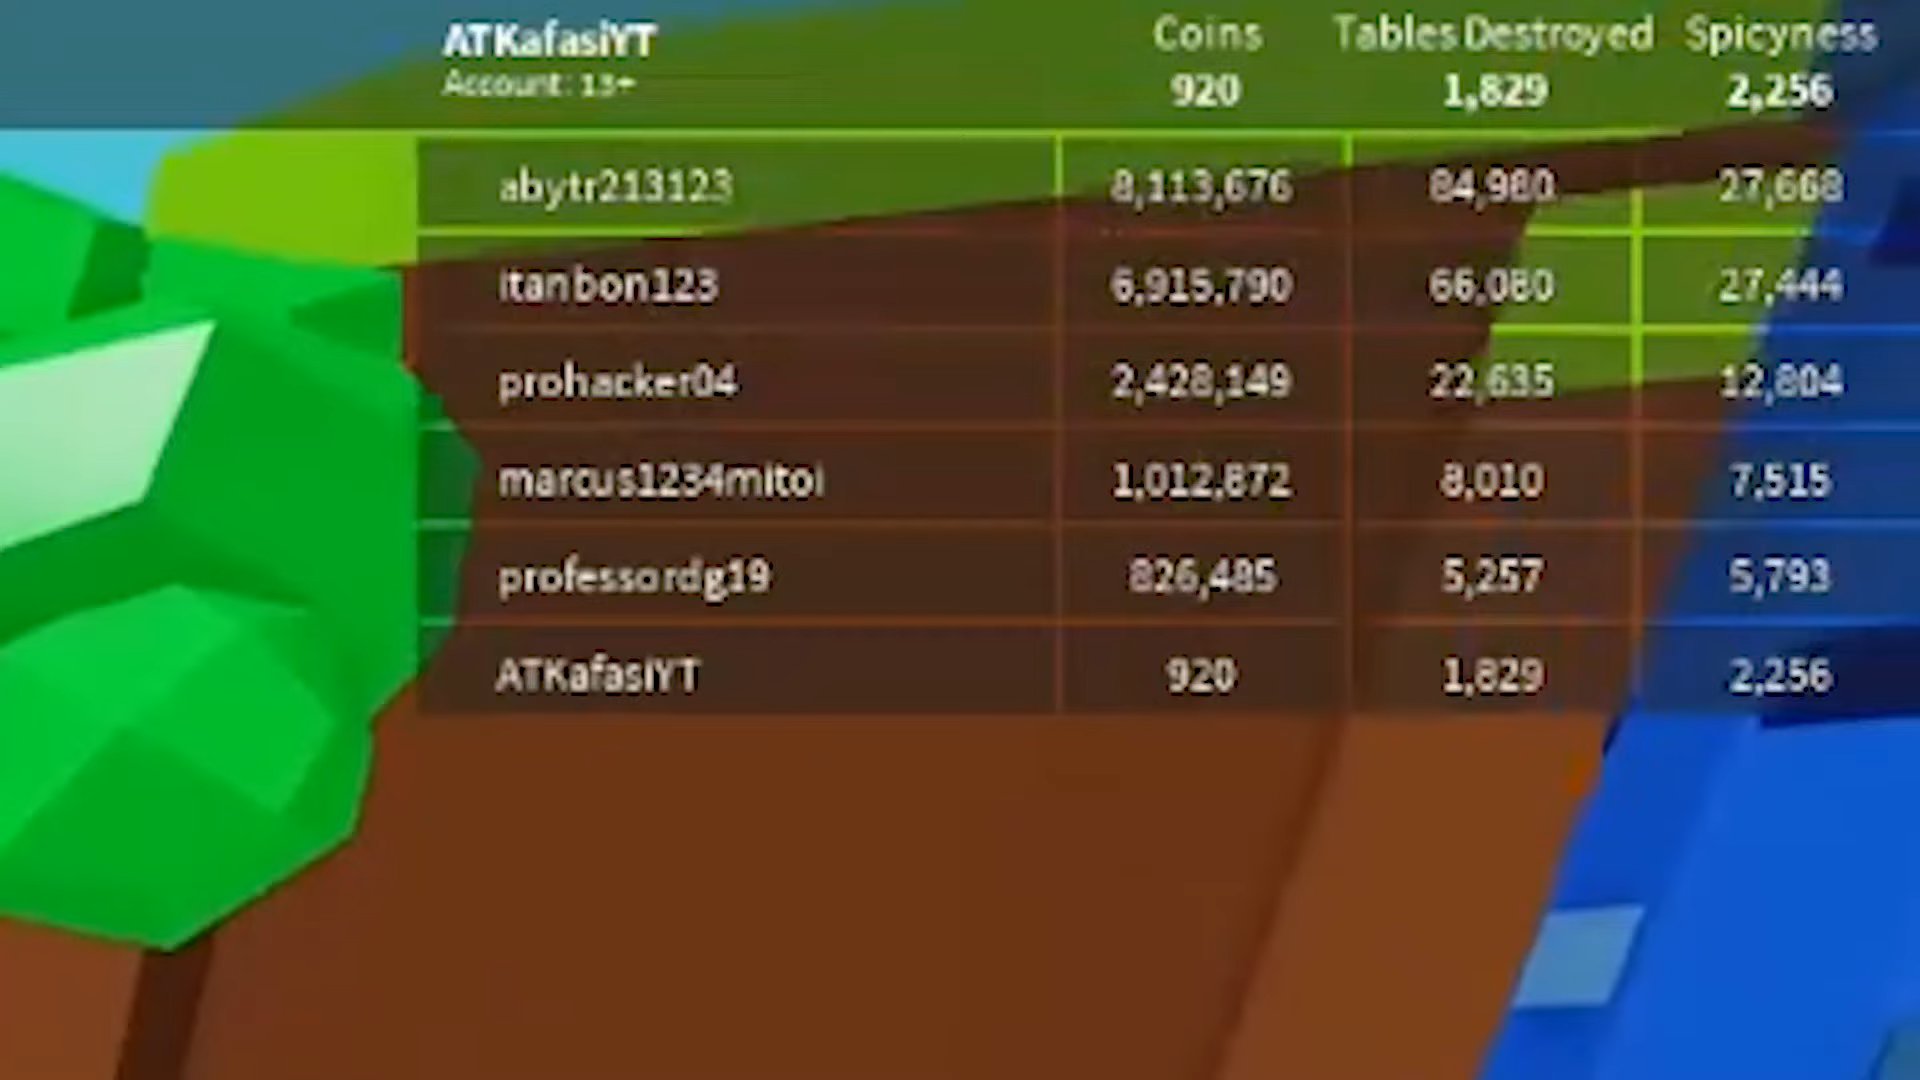 ATKafasiYT Coins Tables Destroyed Spicyness
Account: 13+ 920 1,829 2,256
abytr213123 8,113,676 84,980 27,668
itanbon123 6,915,790 66,080 27,444
prohacker04 2,428,149 22,635 12,804
marcus1234mitoi 1,012,872 8,010 7,515
professordg19 826,485 5,257 5,793
ATKafasiYT 920 1,829 2,256